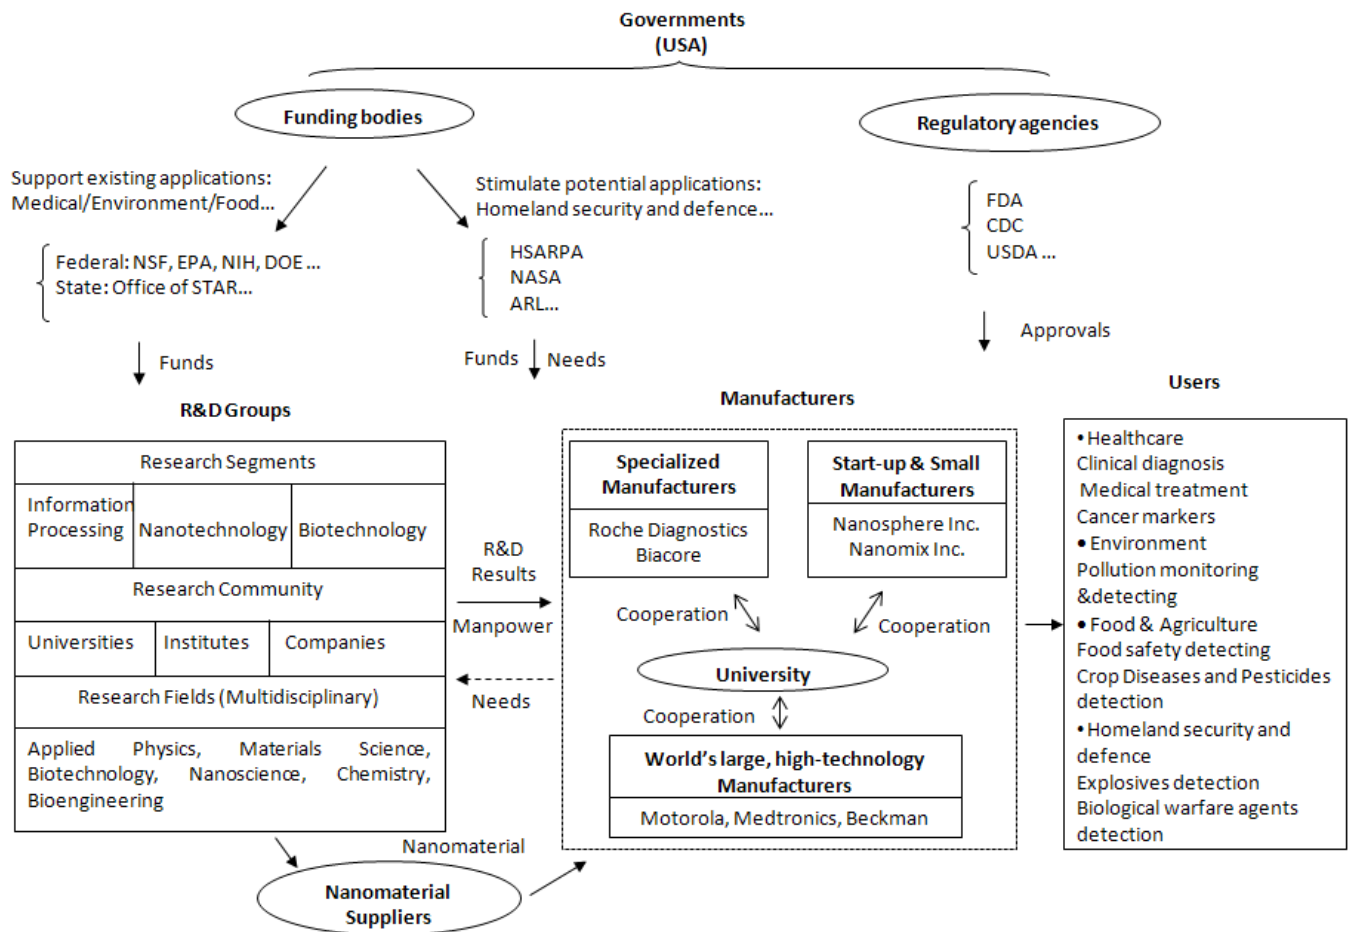 Governments
(USA)
Funding bodies
Regulatory agencies
Support existing applications:
Medical/Environment/Food...
Stimulate potential applications:
Homeland security and defence...
Federal: NSF, EPA, NIH, DOE ...
State: Office of STAR...
HSARPA
NASA
ARL...
FDA
CDC
USDA ...
Funds
Funds
Needs
Approvals
R&D Groups
Research Segments
Information
Processing
Nanotechnology
Biotechnology
Research Community
Universities
Institutes
Companies
Research Fields (Multidisciplinary)
Applied Physics, Materials Science,
Biotechnology, Nanoscience, Chemistry,
Bioengineering
R&D
Results
Manpower
Needs
Manufacturers
Specialized
Manufacturers
Roche Diagnostics
Biacore
Start-up & Small
Manufacturers
Nanosphere Inc.
Nanomix Inc.
Cooperation
Cooperation
University
Cooperation
World's large, high-technology
Manufacturers
Motorola, Medtronics, Beckman
Users
• Healthcare
Clinical diagnosis
Medical treatment
Cancer markers
• Environment
Pollution monitoring
&detecting
• Food & Agriculture
Food safety detecting
Crop Diseases and Pesticides
detection
• Homeland security and
defence
Explosives detection
Biological warfare agents
detection
Nanomaterial
Nanomaterial
Suppliers